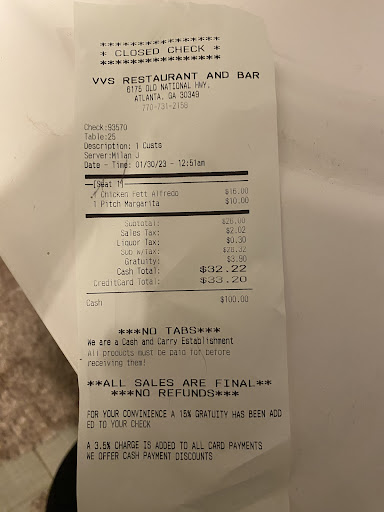 * CLOSED CHECK *
VVS RESTAURANT AND BAR
6175 OLD NATIONAL HWY.
ATLANTA, GA 30349
770-731-2158
Check:93570
Table:25
Description: 1 Custs
Server:Milan J
Date - Time: 01/30/23 - 12:51am
[Seat 1]
1 Chicken Fett Alfredo $16.00
1 Pitch Margarita $10.00
Subtotal: $26.00
Sales Tax: $2.02
Liquor Tax: $0.30
Sub w/Tax: $28.32
Gratuity: $3.90
Cash Total: $32.22
CreditCard Total: $33.20
Cash $100.00
***NO TABS***
We are a Cash and Carry Establishment
All products must be paid for before
receiving them!
**ALL SALES ARE FINAL**
***NO REFUNDS***
FOR YOUR CONVINIENCE A 15% GRATUITY HAS BEEN ADD
ED TO YOUR CHECK
A 3.5% CHARGE IS ADDED TO ALL CARD PAYMENTS
WE OFFER CASH PAYMENT DISCOUNTS